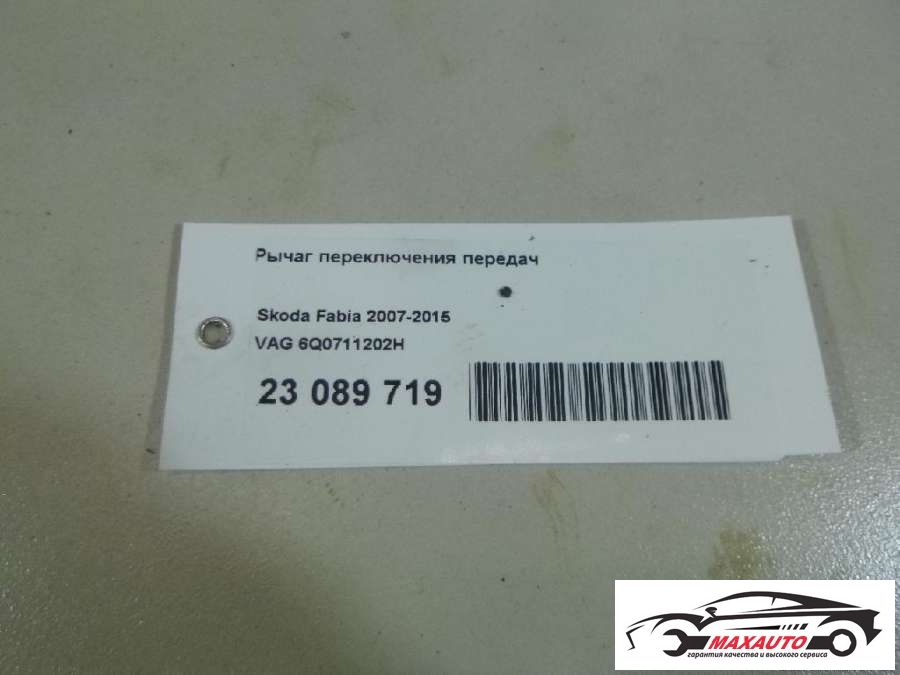 Рычаг переключения передач
Skoda Fabia 2007-2015
VAG 6Q0711202H
23 089 719
MAXAUTO
гарантия качества и высокого сервиса